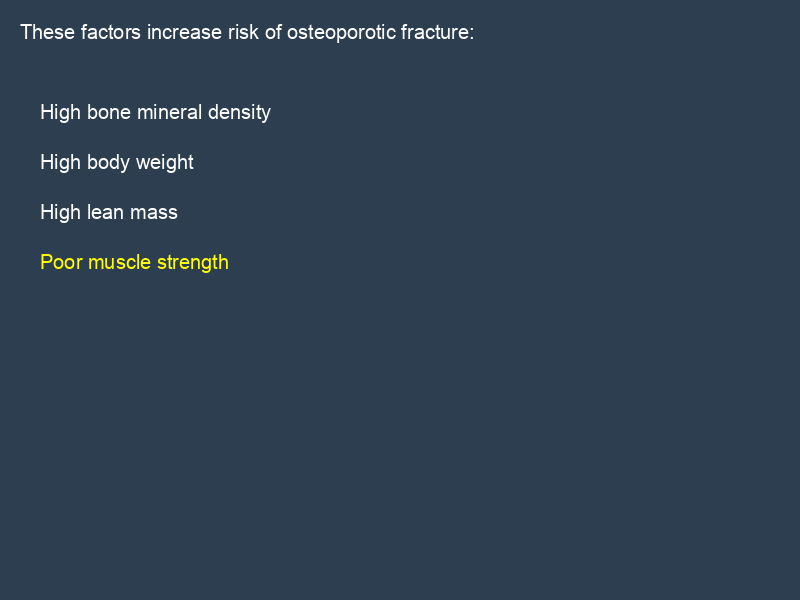 These factors increase risk of osteoporotic fracture:
High bone mineral density
High body weight
High lean mass
Poor muscle strength